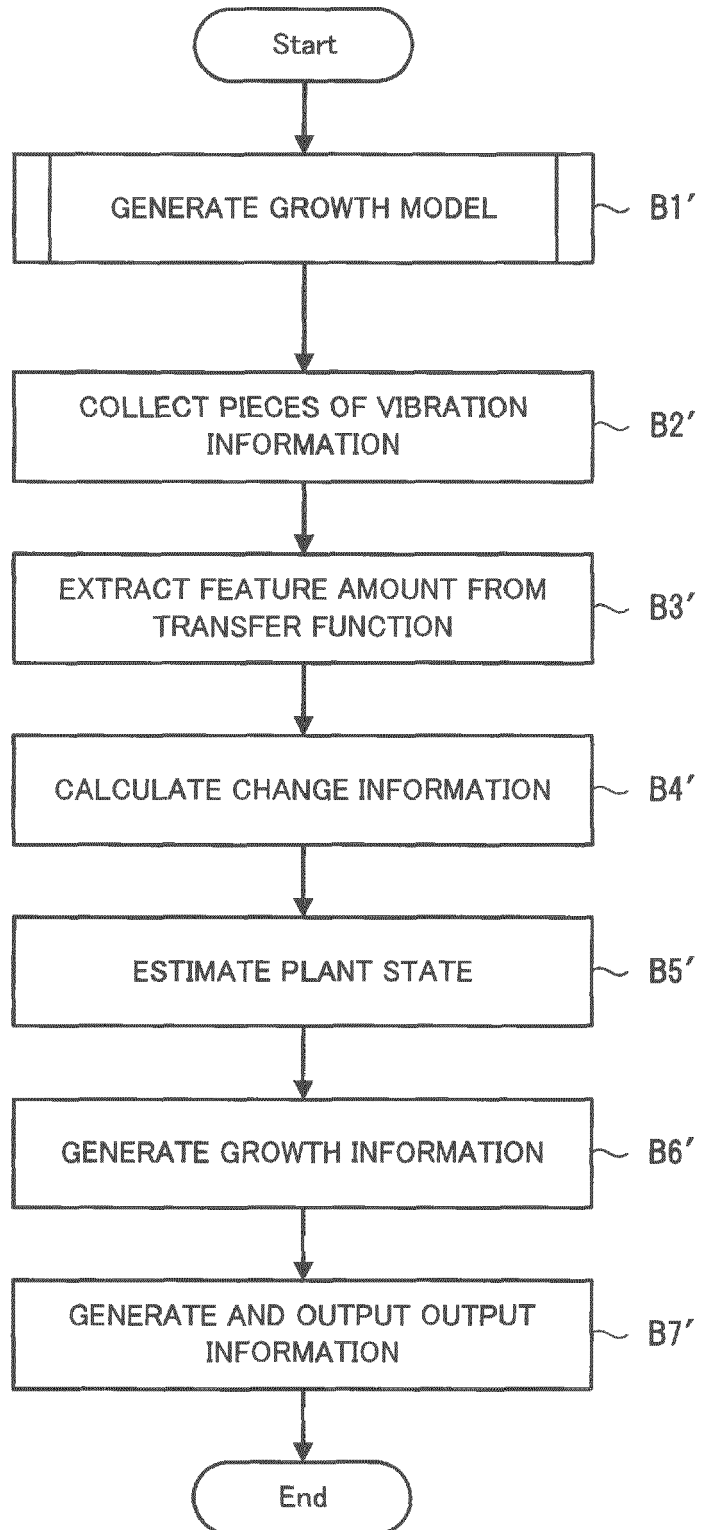 Start
GENERATE GROWTH MODEL
B1′
COLLECT PIECES OF VIBRATION
INFORMATION
B2′
EXTRACT FEATURE AMOUNT FROM
TRANSFER FUNCTION
B3′
CALCULATE CHANGE INFORMATION
B4′
ESTIMATE PLANT STATE
B5′
GENERATE GROWTH INFORMATION
B6′
GENERATE AND OUTPUT OUTPUT
INFORMATION
B7′
End